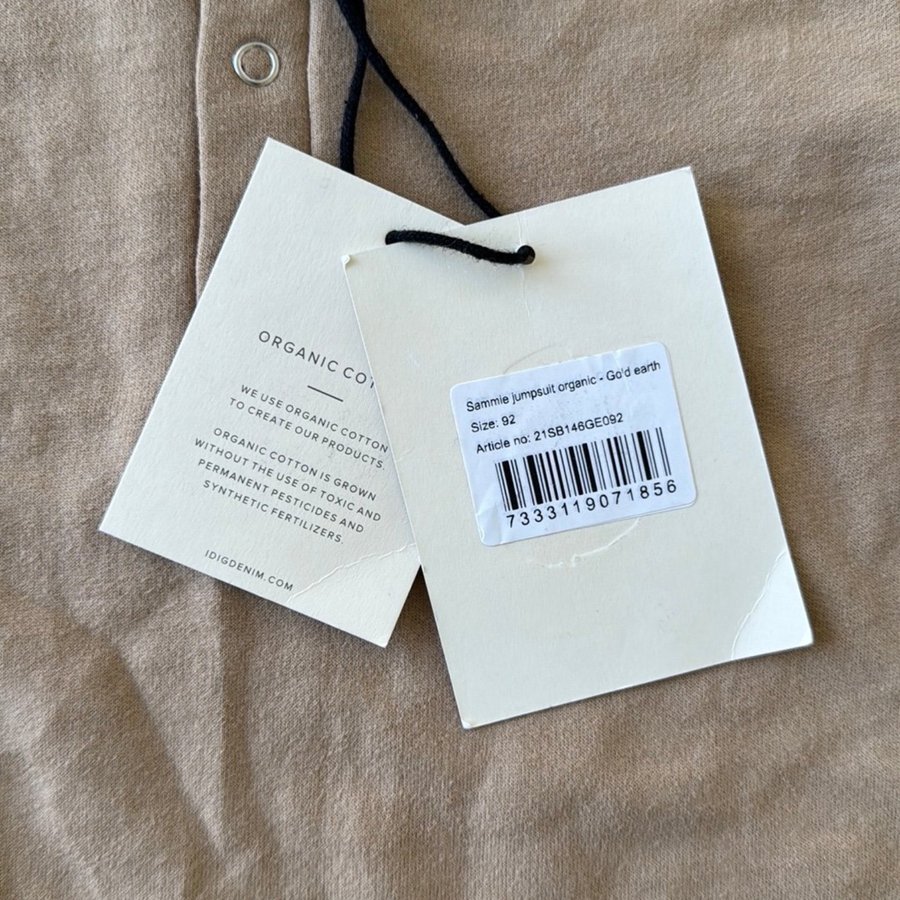 ORGANIC COT
WE USE ORGANIC COTTON
TO CREATE OUR PRODUCTS.
ORGANIC COTTON IS GROWN
WITHOUT THE USE OF TOXIC AND
PERMANENT PESTICIDES AND
SYNTHETIC FERTILIZERS.
IDIGDENIM.COM
Sammie jumpsuit organic - Gold earth
Size: 92
Article no: 21SB146GE092
7333119071856